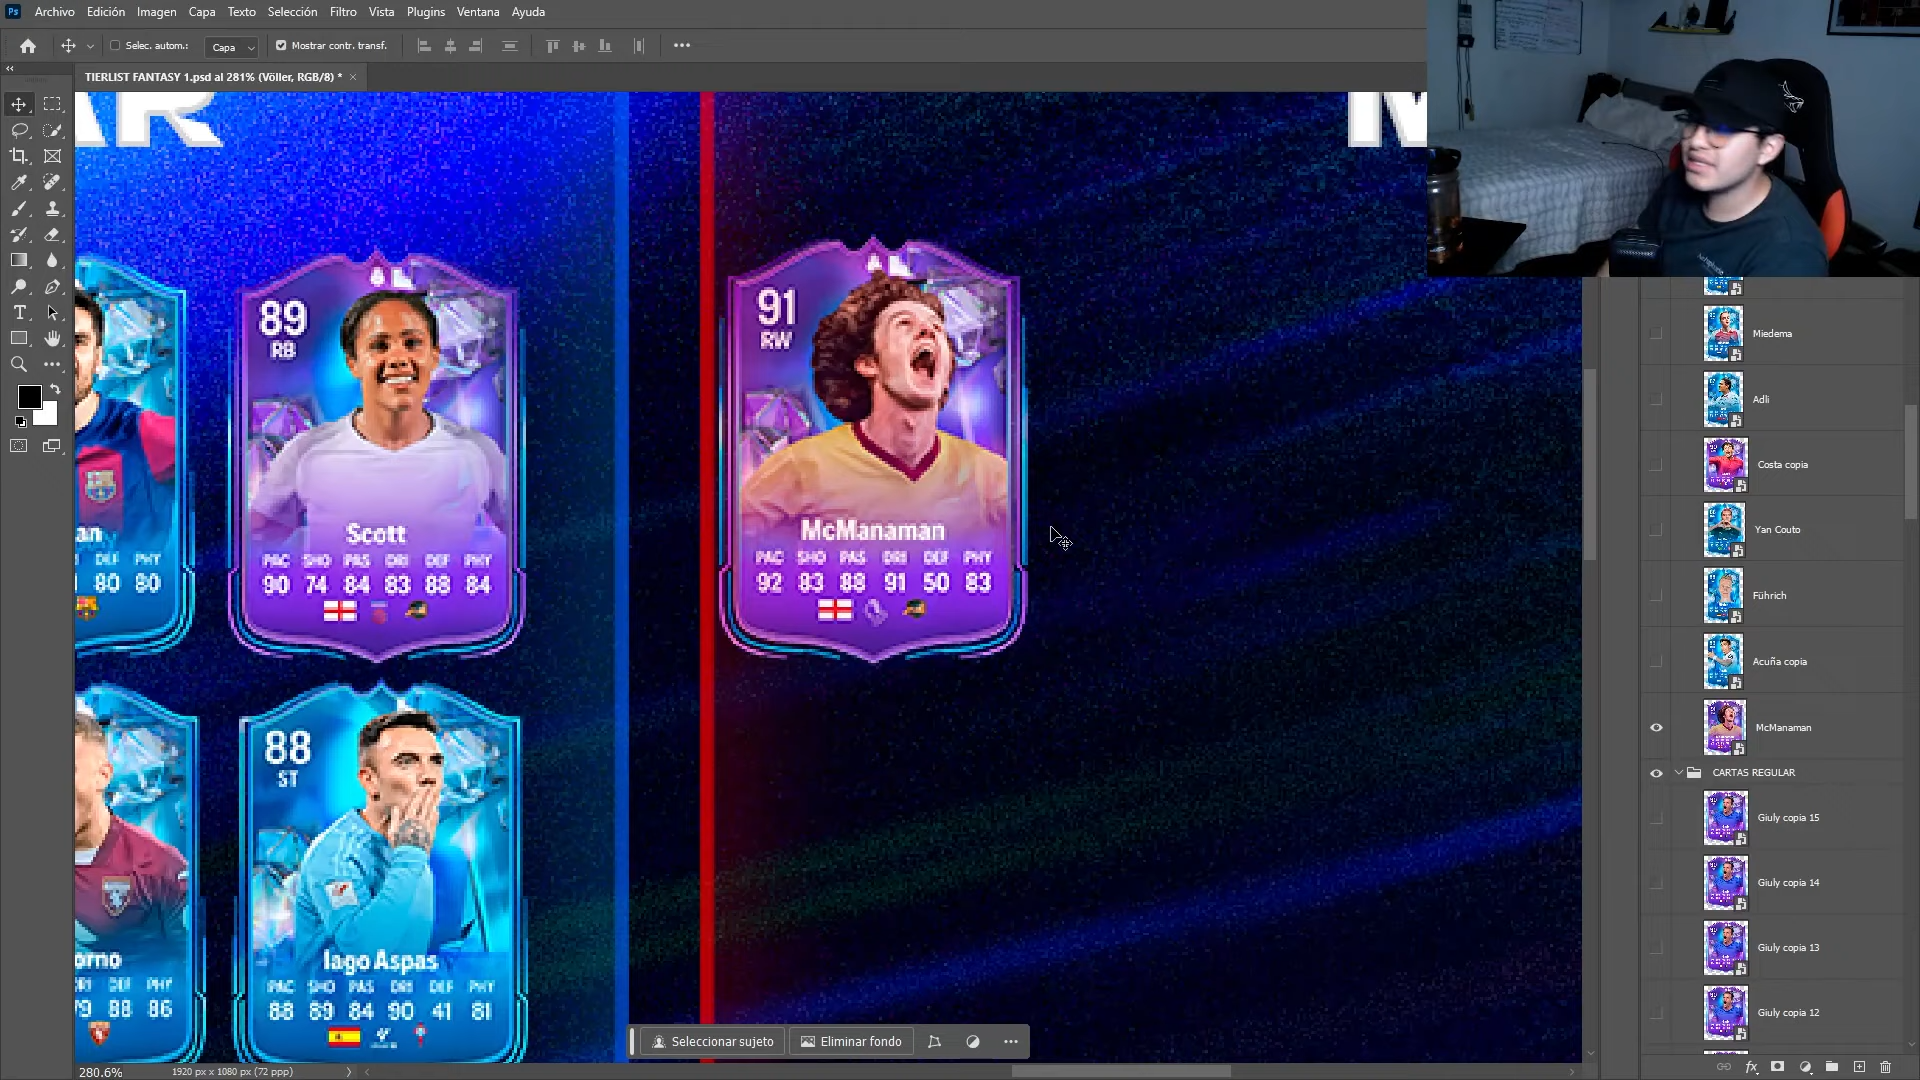 Ps Archivo Edición Imagen Capa Texto Selección Filtro Vista Plugins Ventana Ayuda
Selec. autom.: Capa Mostrar contr. transf.
TIERLIST FANTASY 1.psd al 281% (Völler, RGB/8) *
AR
89
RB
Scott
PAC SHO PAS DRI DEF PHY
90 74 84 83 88 84
91
RW
McManaman
PAC SHO PAS DRI DEF PHY
92 83 88 91 50 83
an
DEF PHY
80 80
88
ST
Iago Aspas
PAC SHO PAS DRI DEF PHY
88 89 84 90 41 81
orno
DRI DEF PHY
79 88 86
Miedema
Adli
Costa copia
Yan Couto
Führich
Acuña copia
McManaman
CARTAS REGULAR
Giuly copia 15
Giuly copia 14
Giuly copia 13
Giuly copia 12
Seleccionar sujeto
Eliminar fondo
280.6% 1920 px x 1080 px (72 ppp)